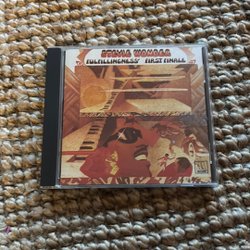 STEVIE WONDER
FULFILLINGNESS' FIRST FINALE